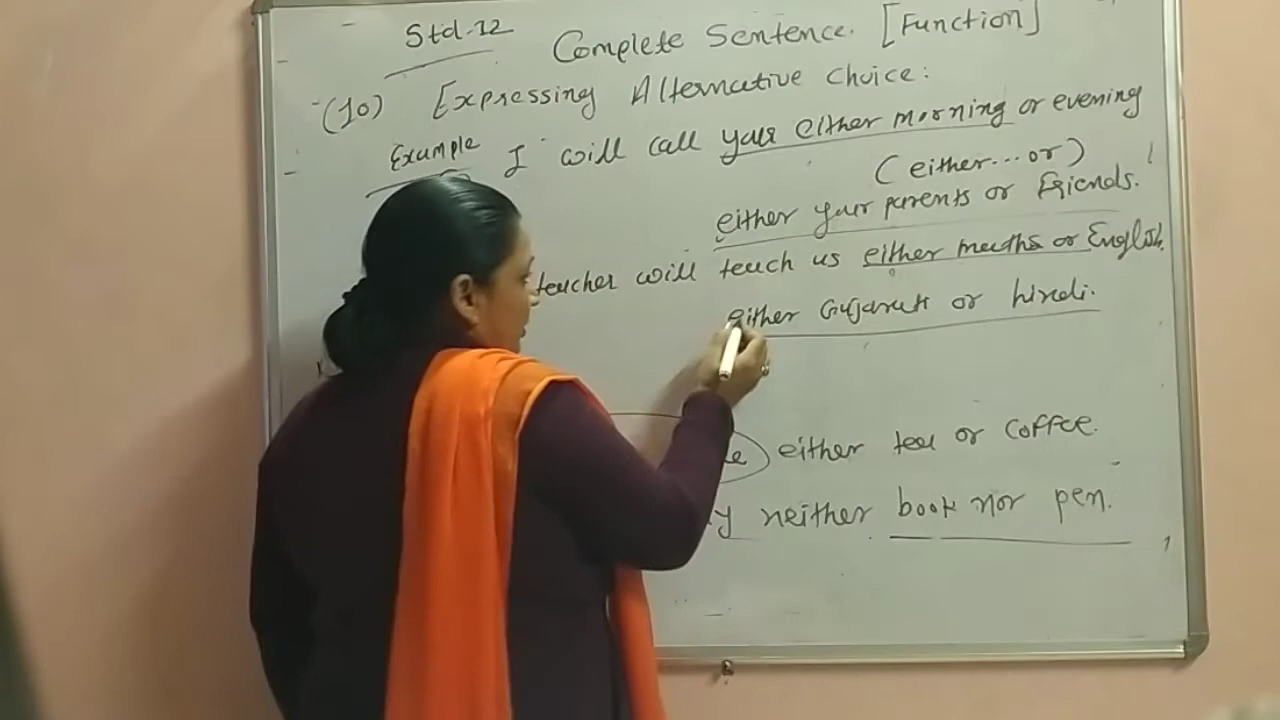 Std.12 Complete Sentence. [Function]
(10) Expressing Alternative Choice:
Example I will call your either morning or evening
(either...or)
either your parents or Friends.
teacher will teach us either maths or English.
either Gujarati or hindi.
either tea or coffee.
neither book nor pen.